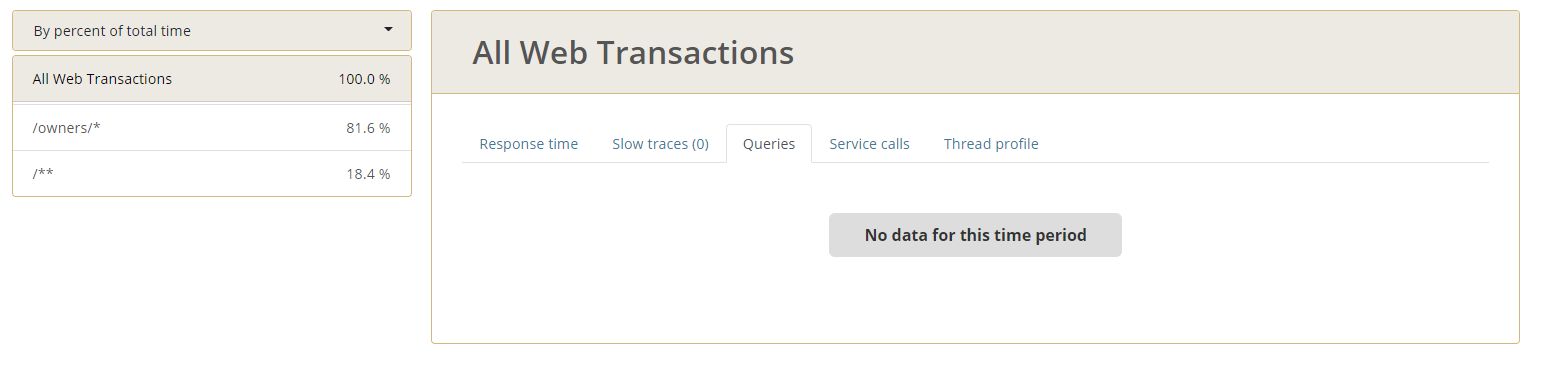 By percent of total time
All Web Transactions 100.0 %
/owners/* 81.6 %
/** 18.4 %
All Web Transactions
Response time Slow traces (0) Queries Service calls Thread profile
No data for this time period